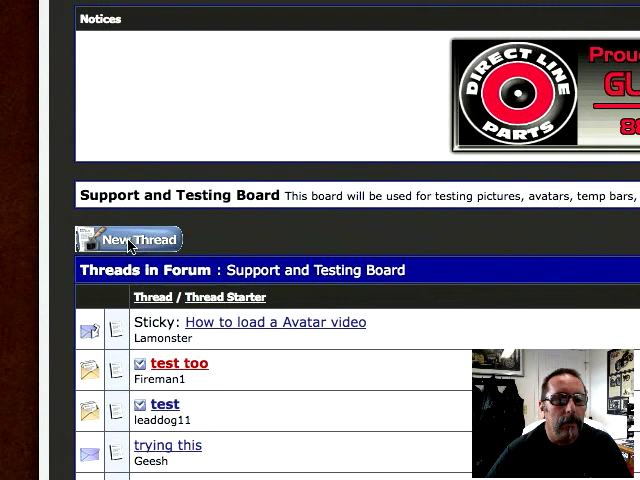 Notices
DIRECT LINE
PARTS
Support and Testing Board This board will be used for testing pictures, avatars, temp bars,
New Thread
Threads in Forum : Support and Testing Board
Thread / Thread Starter
Sticky: How to load a Avatar video
Lamonster
test too
Fireman1
test
leaddog11
trying this
Geesh